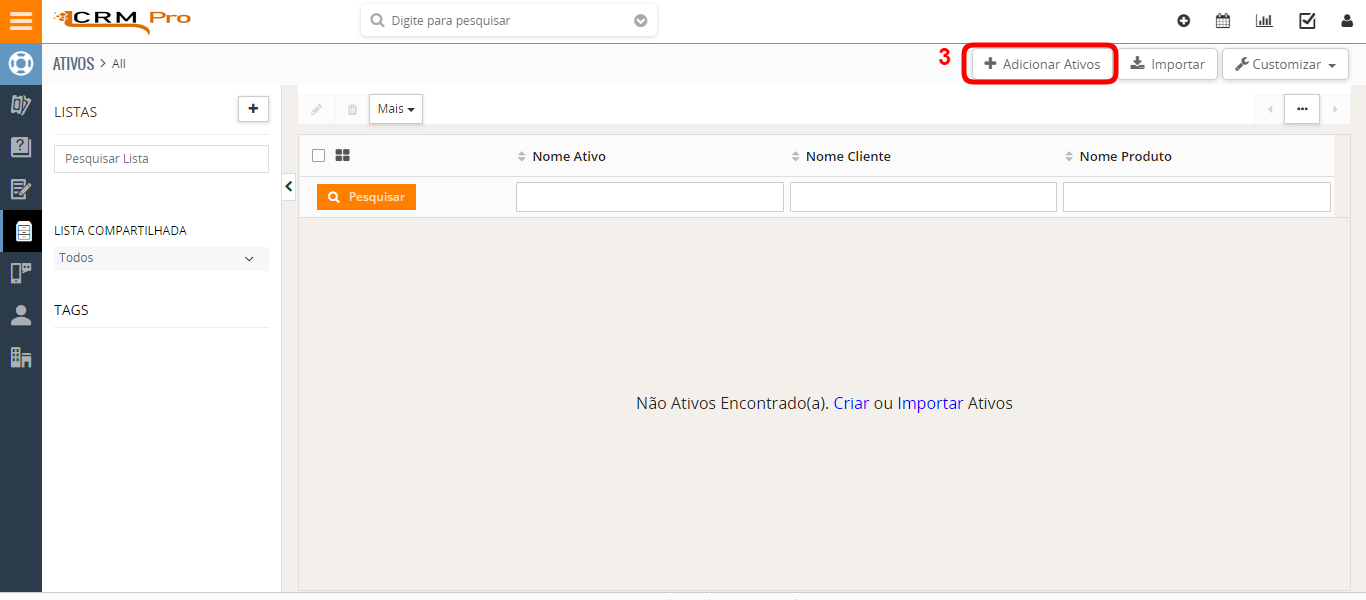 CRM Pro
Digite para pesquisar
ATIVOS > All
3
Adicionar Ativos
Importar
Customizar
LISTAS
Pesquisar Lista
LISTA COMPARTILHADA
Todos
TAGS
Mais
Nome Ativo
Nome Cliente
Nome Produto
Pesquisar
Não Ativos Encontrado(a). Criar ou Importar Ativos